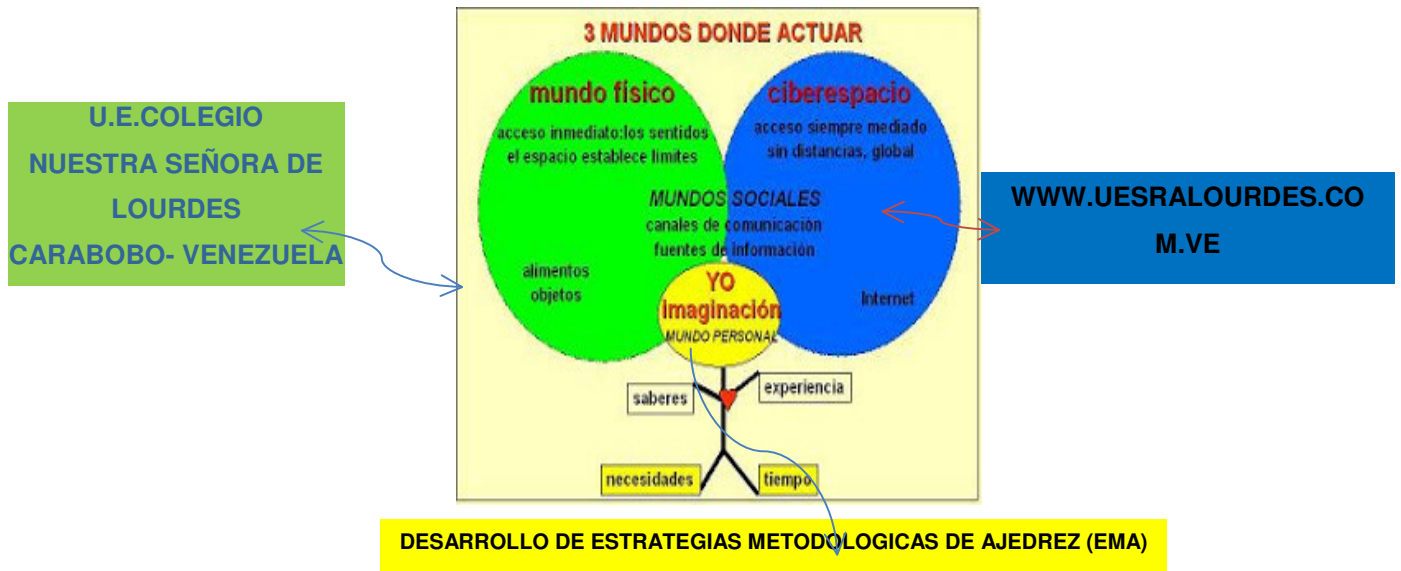 3 MUNDOS DONDE ACTUAR
mundo físico
acceso inmediato:los sentidos
el espacio establece límites
ciberespacio
acceso siempre mediado
sin distancias, global
MUNDOS SOCIALES
canales de comunicación
fuentes de información
alimentos
objetos
Internet
YO
imaginación
MUNDO PERSONAL
saberes
experiencia
necesidades
tiempo
U.E.COLEGIO
NUESTRA SEÑORA DE
LOURDES
CARABOBO- VENEZUELA
WWW.UESRALOURDES.CO
M.VE
DESARROLLO DE ESTRATEGIAS METODOLOGICAS DE AJEDREZ (EMA)